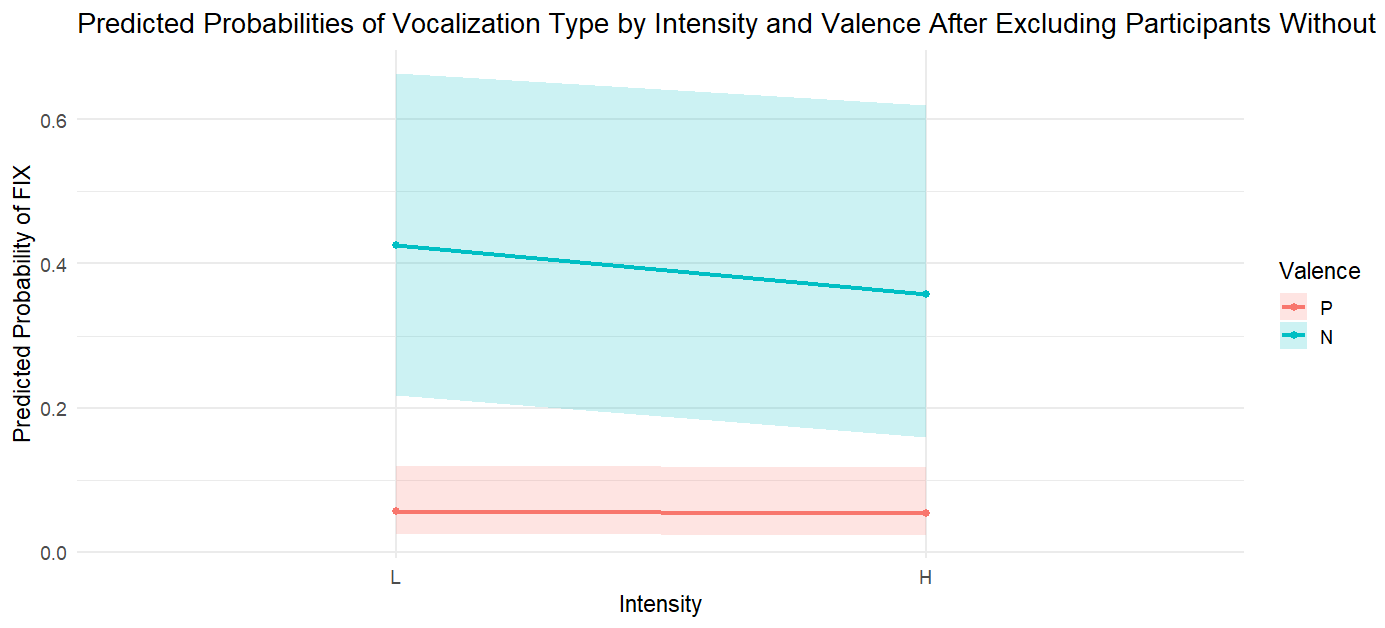 Predicted Probabilities of Vocalization Type by Intensity and Valence After Excluding Participants Without
Predicted Probability of FIX
0.6
0.4
0.2
0.0
L
H
Intensity
Valence
P
N